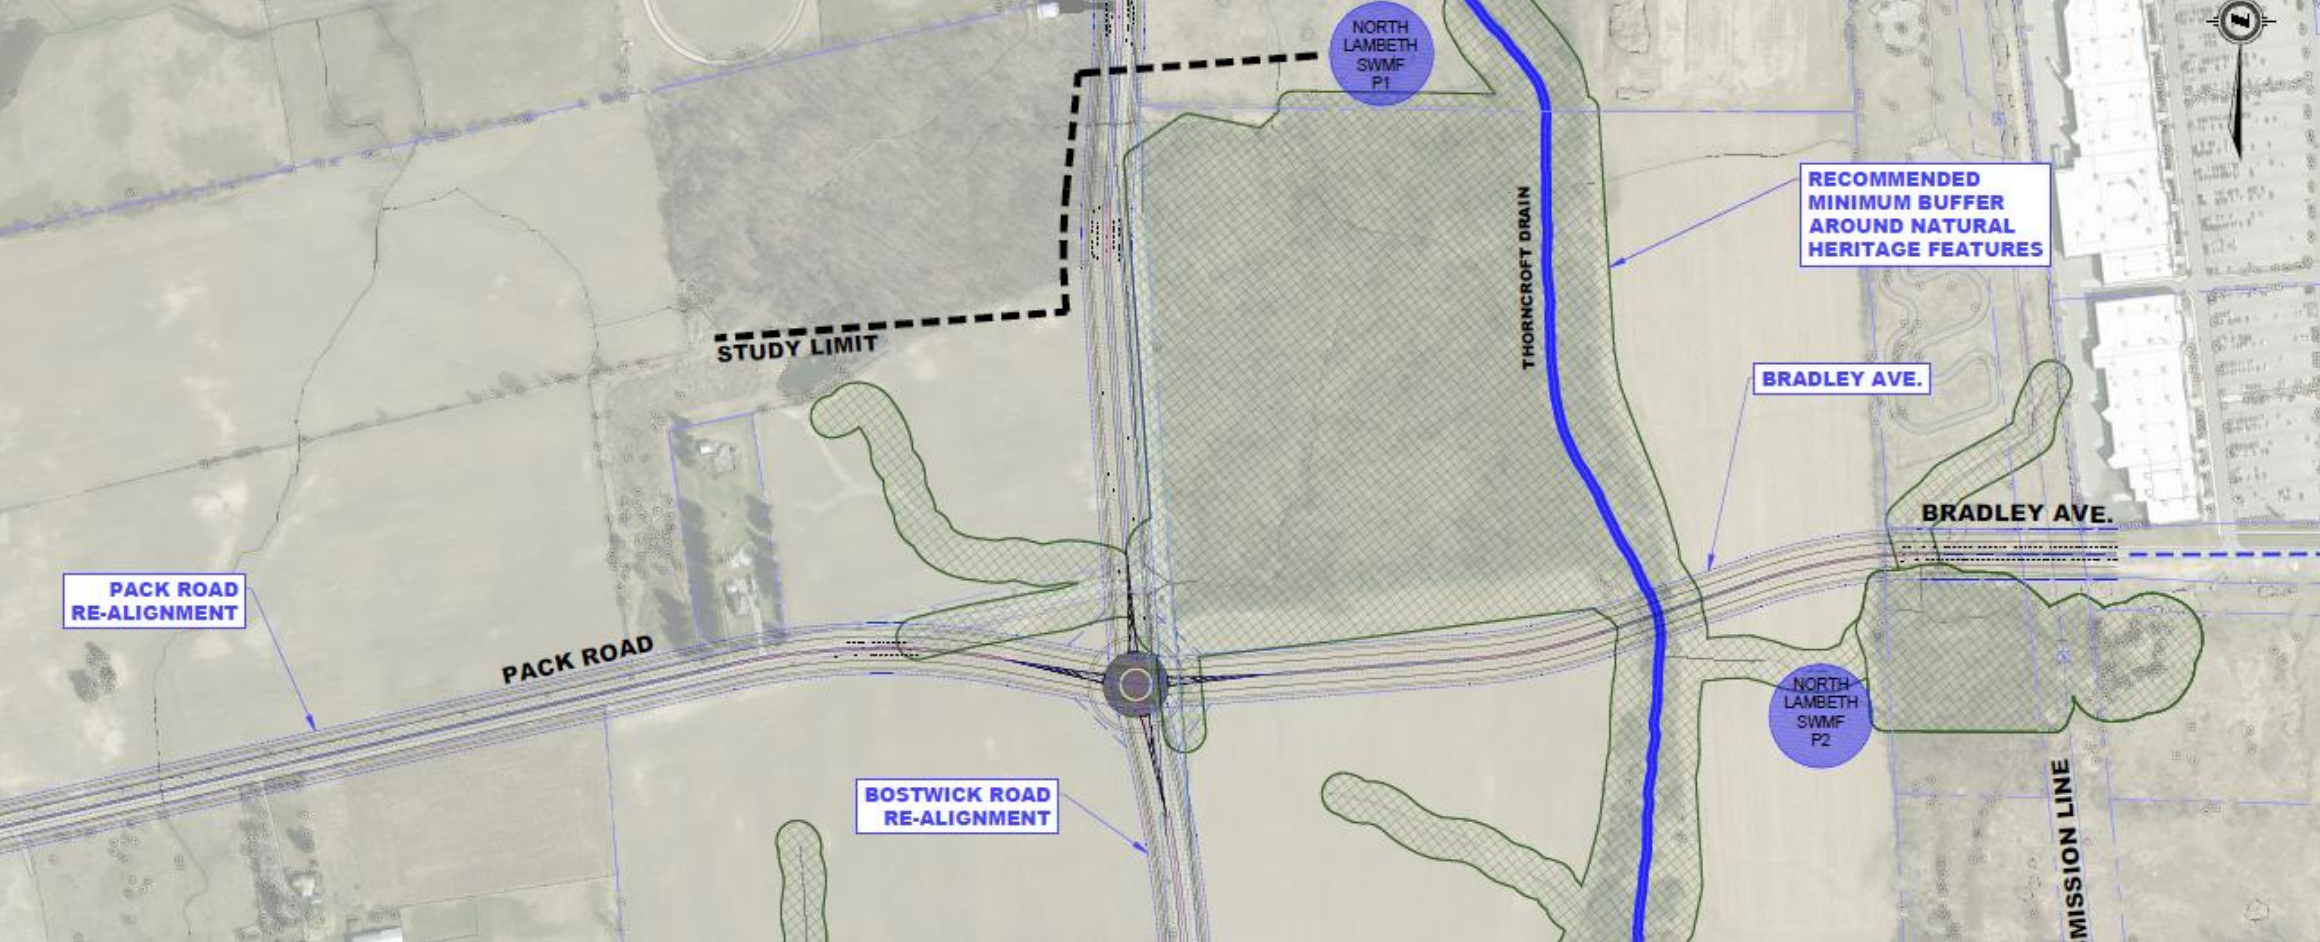 NORTH
LAMBETH
SWMF
P1
RECOMMENDED
MINIMUM BUFFER
AROUND NATURAL
HERITAGE FEATURES
THORNCROFT DRAIN
STUDY LIMIT
BRADLEY AVE.
BRADLEY AVE.
PACK ROAD
RE-ALIGNMENT
PACK ROAD
NORTH
LAMBETH
SWMF
P2
BOSTWICK ROAD
RE-ALIGNMENT
MISSION LINE